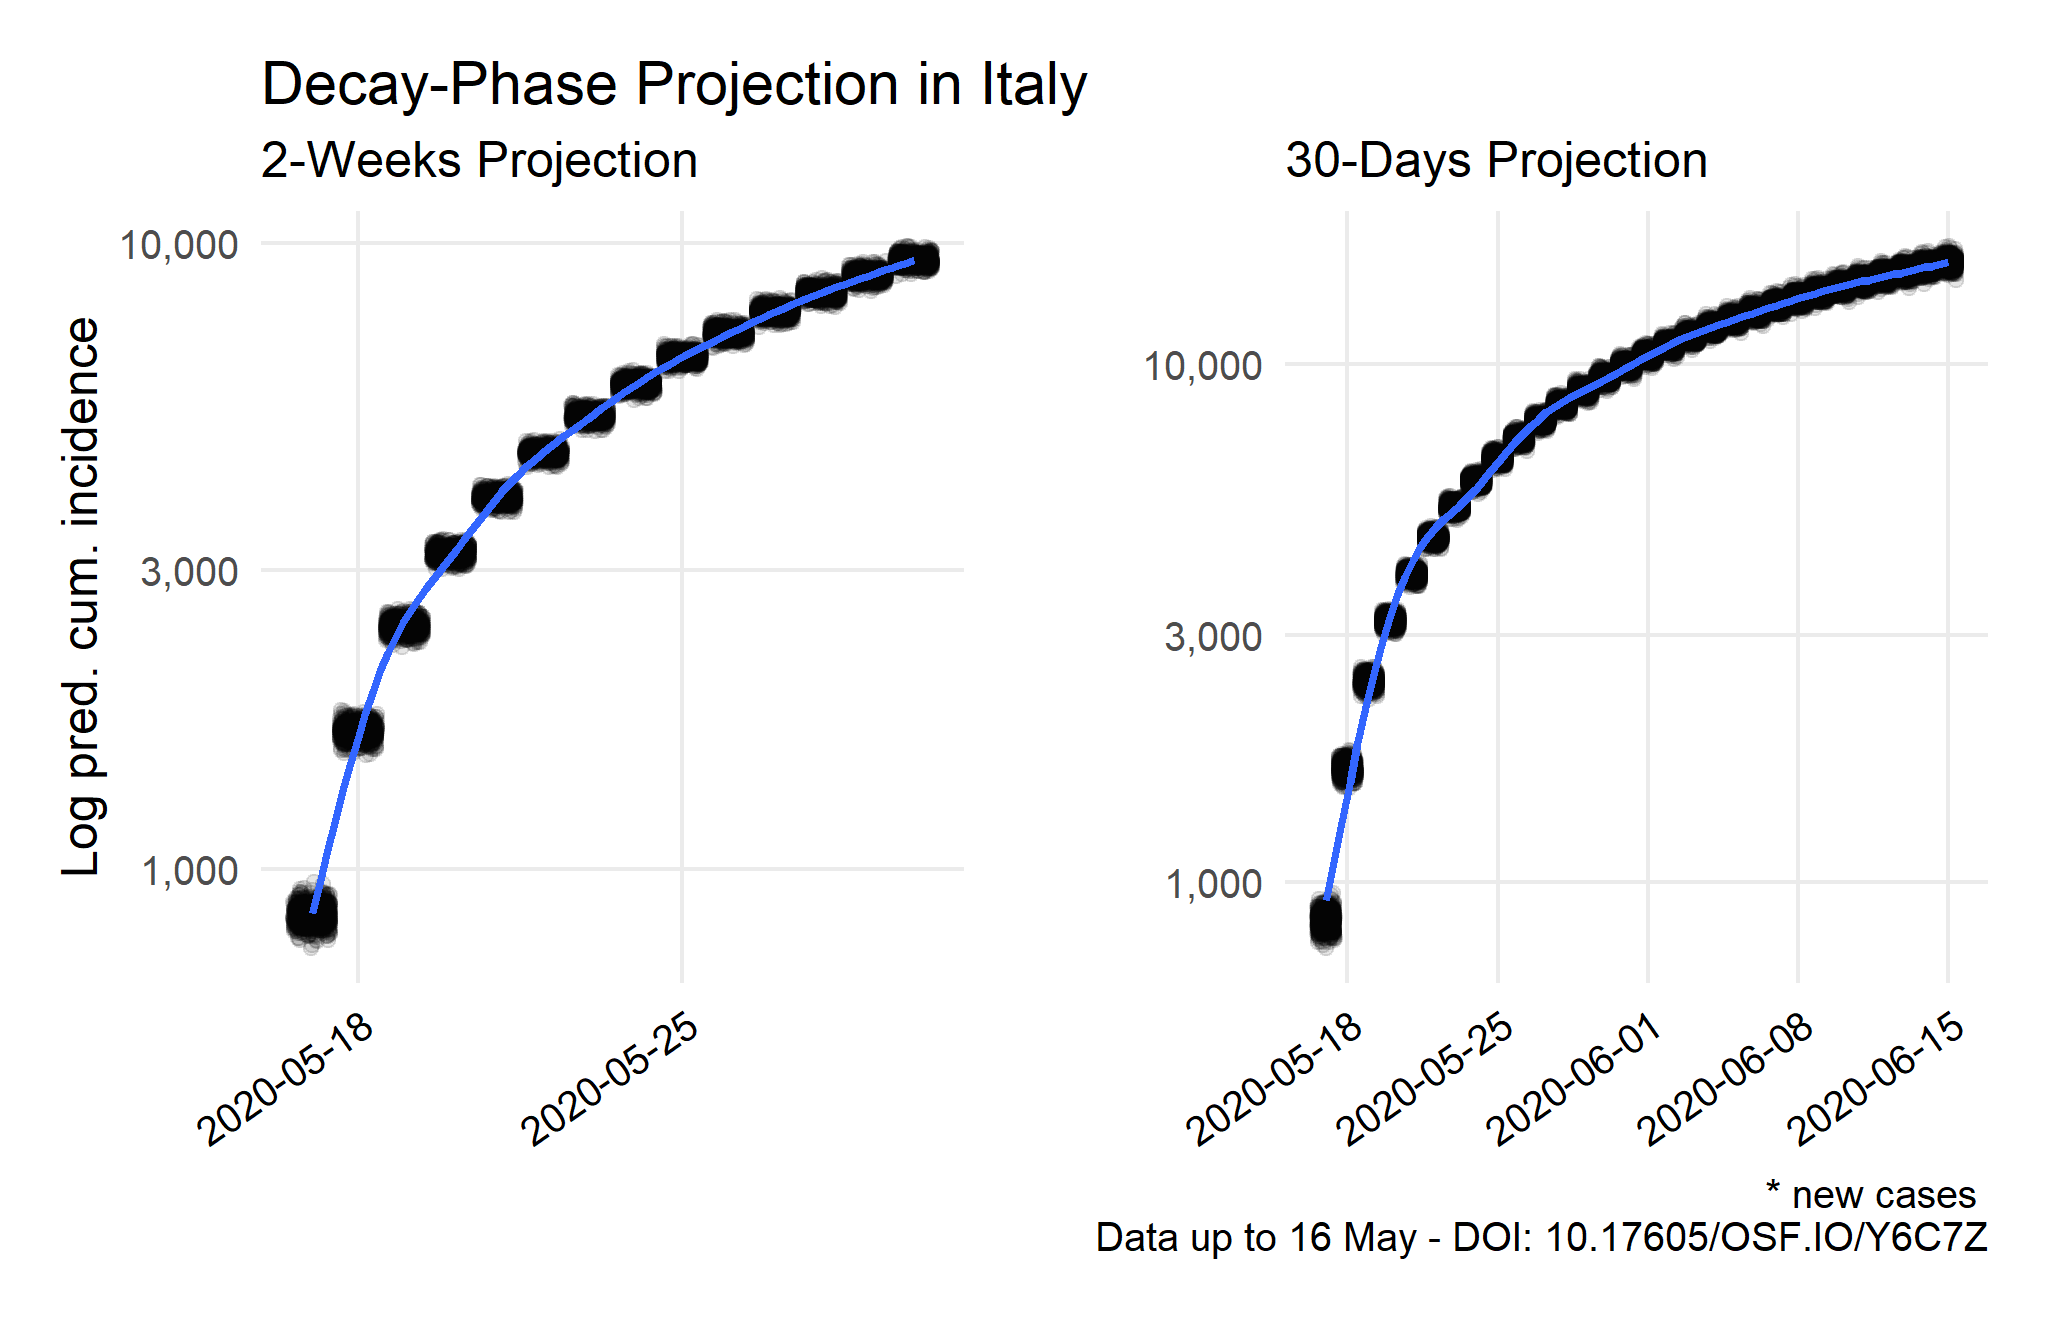 Decay-Phase Projection in Italy
2-Weeks Projection
Log pred. cum. incidence
10,000
3,000
1,000
2020-05-18
2020-05-25
30-Days Projection
10,000
3,000
1,000
2020-05-18
2020-05-25
2020-06-01
2020-06-08
2020-06-15
* new cases
Data up to 16 May - DOI: 10.17605/OSF.IO/Y6C7Z